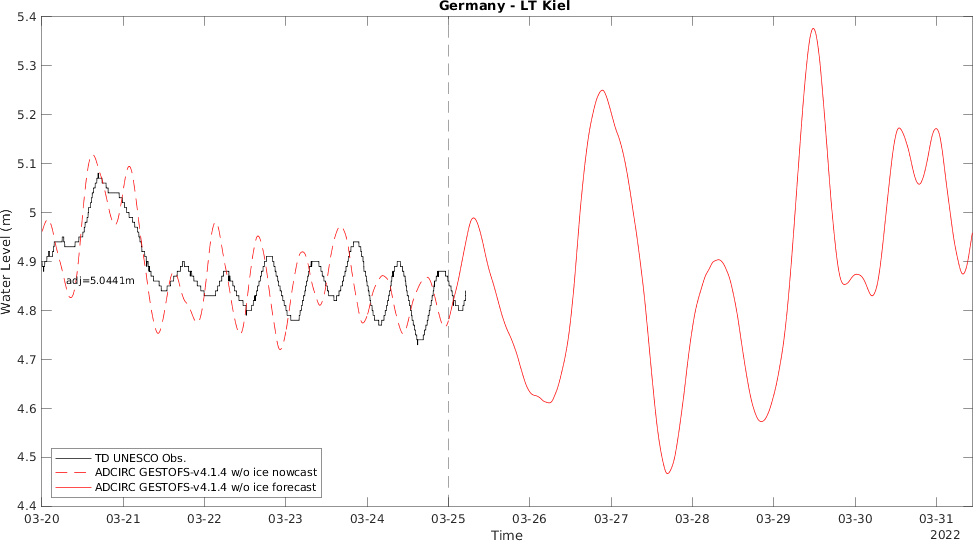 Germany - LT Kiel
5.4
5.3
5.2
5.1
5
4.9
4.8
4.7
4.6
4.5
4.4
Water Level (m)
adj=5.0441m
TD UNESCO Obs.
ADCIRC GESTOFS-v4.1.4 w/o ice nowcast
ADCIRC GESTOFS-v4.1.4 w/o ice forecast
03-20 03-21 03-22 03-23 03-24 03-25 03-26 03-27 03-28 03-29 03-30 03-31
Time
2022